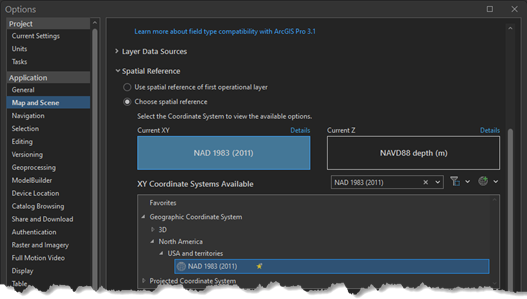 Options
Project
Current Settings
Units
Tasks
Application
General
Map and Scene
Navigation
Selection
Editing
Versioning
Geoprocessing
ModelBuilder
Device Location
Catalog Browsing
Share and Download
Authentication
Raster and Imagery
Full Motion Video
Display
Table
Learn more about field type compatibility with ArcGIS Pro 3.1
Layer Data Sources
Spatial Reference
Use spatial reference of first operational layer
Choose spatial reference
Select the Coordinate System to view the available options.
Current XY Details
Current Z Details
NAD 1983 (2011)
NAVD88 depth (m)
XY Coordinate Systems Available
NAD 1983 (2011)
Favorites
Geographic Coordinate System
3D
North America
USA and territories
NAD 1983 (2011)
Projected Coordinate System